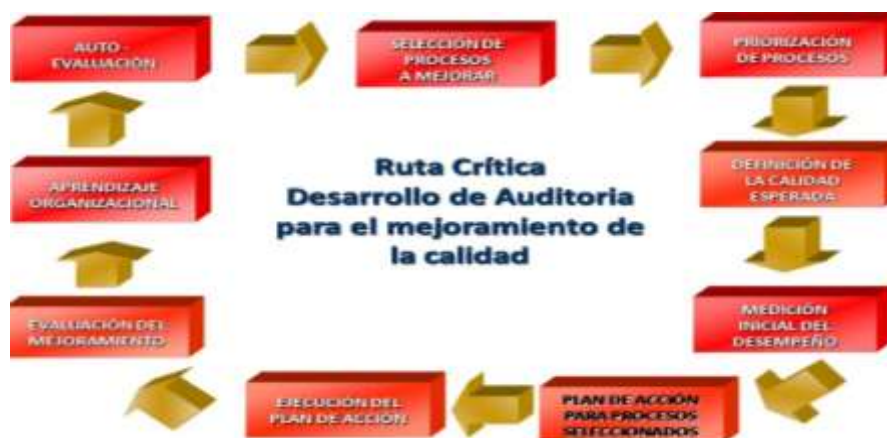 AUTO -
EVALUACIÓN
SELECCIÓN DE
PROCESOS
A MEJORAR
PRIORIZACIÓN
DE PROCESOS
Ruta Crítica
Desarrollo de Auditoria
para el mejoramiento de
la calidad
DEFINICIÓN DE
LA CALIDAD
ESPERADA
MEDICIÓN
INICIAL DEL
DESEMPEÑO
PLAN DE ACCIÓN
PARA PROCESOS
SELECCIONADOS
EJECUCIÓN DEL
PLAN DE ACCIÓN
EVALUACIÓN DEL
MEJORAMIENTO
APRENDIZAJE
ORGANIZACIONAL